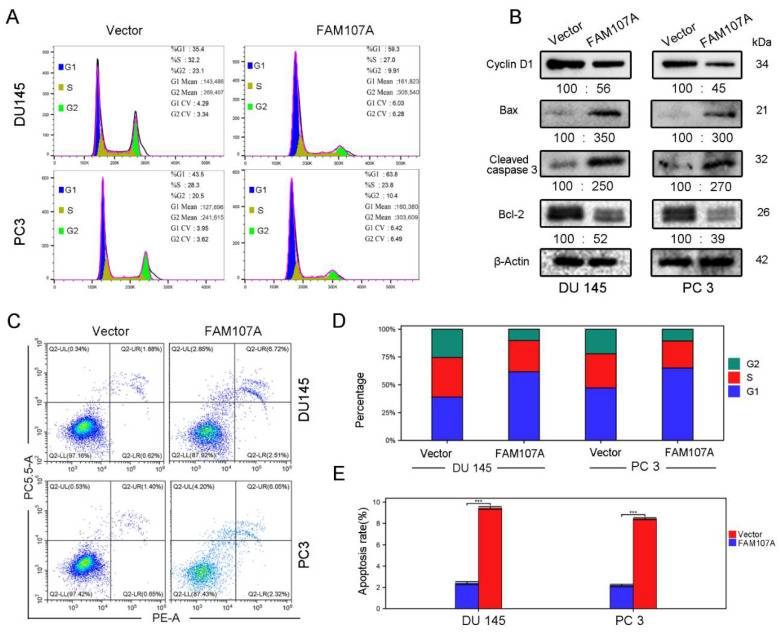 A
Vector
FAM107A
DU145
PC3
G1
S
G2
%G1 : 35.4
%S : 32.2
%G2 : 23.1
G1 Mean : 143,486
G2 Mean : 269,407
G1 CV : 4.29
G2 CV : 3.34
G1
S
G2
%G1 : 59.3
%S : 27.0
%G2 : 9.91
G1 Mean : 161,823
G2 Mean : 305,540
G1 CV : 6.03
G2 CV : 6.28
G1
S
G2
%G1 : 43.5
%S : 28.3
%G2 : 20.5
G1 Mean : 127,696
G2 Mean : 241,615
G1 CV : 3.95
G2 CV : 3.62
G1
S
G2
%G1 : 63.8
%S : 23.8
%G2 : 10.4
G1 Mean : 160,380
G2 Mean : 303,609
G1 CV : 6.42
G2 CV : 6.49
B
Vector FAM107A Vector FAM107A kDa
Cyclin D1 34
100 : 56 100 : 45
Bax 21
100 : 350 100 : 300
Cleaved
caspase 3 32
100 : 250 100 : 270
Bcl-2 26
100 : 52 100 : 39
β-Actin 42
DU 145 PC 3
C
Vector FAM107A
DU145
PC3
Q2-UL(0.34%) Q2-UR(1.88%)
Q2-LL(97.16%) Q2-LR(0.62%)
Q2-UL(2.85%) Q2-UR(6.72%)
Q2-LL(87.92%) Q2-LR(2.51%)
Q2-UL(0.53%) Q2-UR(1.40%)
Q2-LL(97.42%) Q2-LR(0.65%)
Q2-UL(4.20%) Q2-UR(6.05%)
Q2-LL(87.43%) Q2-LR(2.32%)
PC5.5-A
PE-A
D
Percentage
100%
75%
50%
25%
0%
G2
S
G1
Vector FAM107A Vector FAM107A
DU 145 PC 3
E
Apoptosis rate(%)
10
8
6
4
2
0
***
***
Vector
FAM107A
DU 145 PC 3